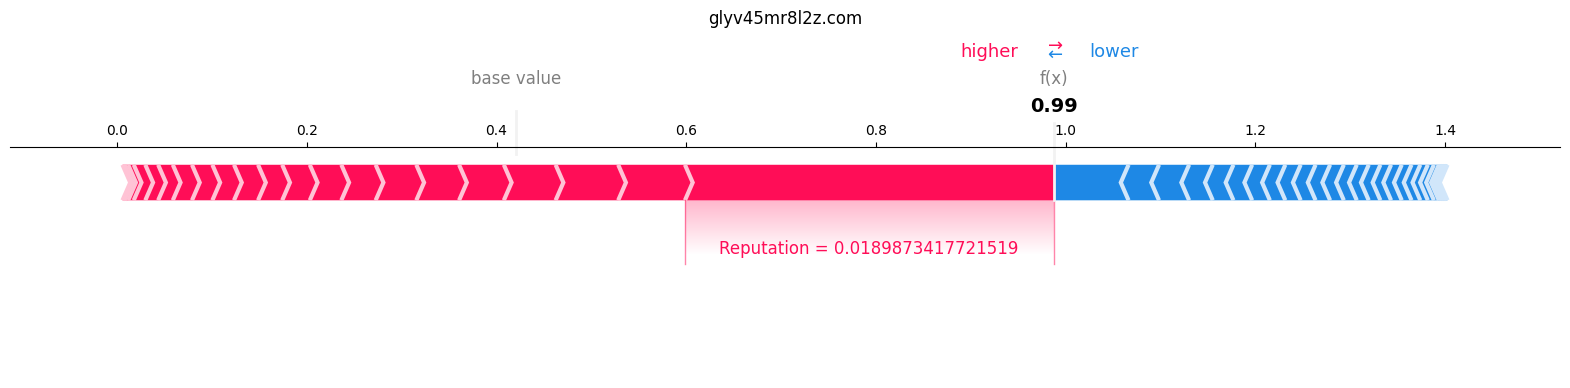 glyv45mr8l2z.com
higher ⇄ lower
base value f(x)
0.99
0.0 0.2 0.4 0.6 0.8 1.0 1.2 1.4
Reputation = 0.0189873417721519